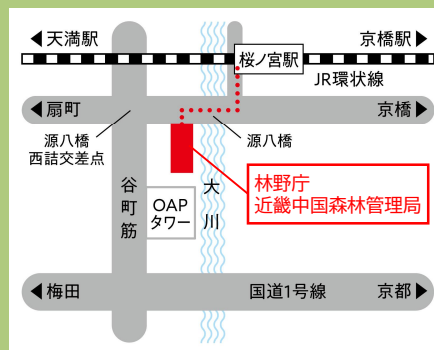 ◀天満駅
京橋駅▶
桜ノ宮駅
JR環状線
◀扇町
京橋▶
源八橋
西詰交差点
源八橋
谷町筋
OAP
タワー
大川
林野庁
近畿中国森林管理局
◀梅田
国道1号線
京都▶